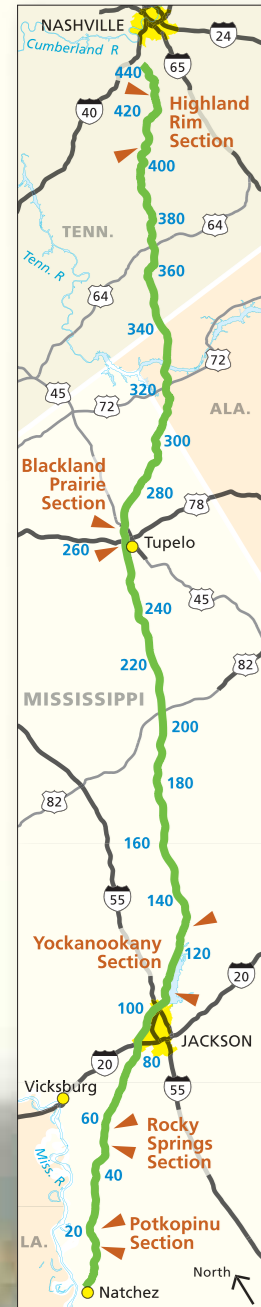 NASHVILLE
24
Cumberland R
440
65
40
420
Highland
Rim
Section
400
TENN.
380
64
Tenn. R
360
64
340
72
45
320
72
ALA.
300
Blackland
Prairie
Section
280
78
260
Tupelo
240
45
220
82
MISSISSIPPI
200
180
82
160
55
140
Yockanookany
Section
120
20
100
JACKSON
80
20
Vicksburg
55
60
Rocky
Springs
Section
Miss. R
40
LA.
20
Potkopinu
Section
North
Natchez